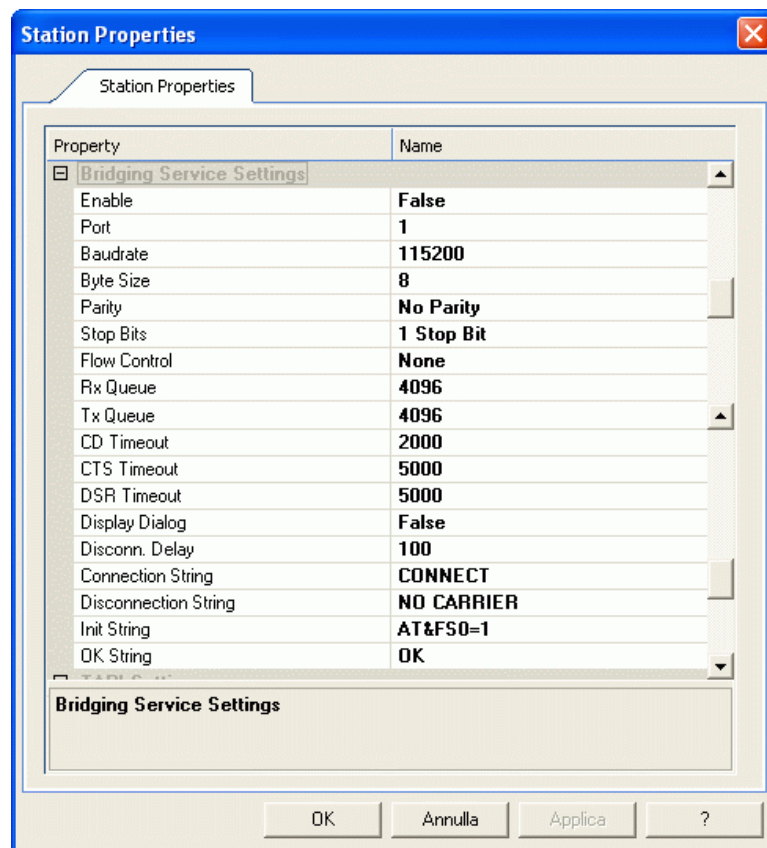 Station Properties
Station Properties
Property Name
Bridging Service Settings
Enable False
Port 1
Baudrate 115200
Byte Size 8
Parity No Parity
Stop Bits 1 Stop Bit
Flow Control None
Rx Queue 4096
Tx Queue 4096
CD Timeout 2000
CTS Timeout 5000
DSR Timeout 5000
Display Dialog False
Disconn. Delay 100
Connection String CONNECT
Disconnection String NO CARRIER
Init String AT&FS0=1
OK String OK
Bridging Service Settings
OK Annulla Applica ?